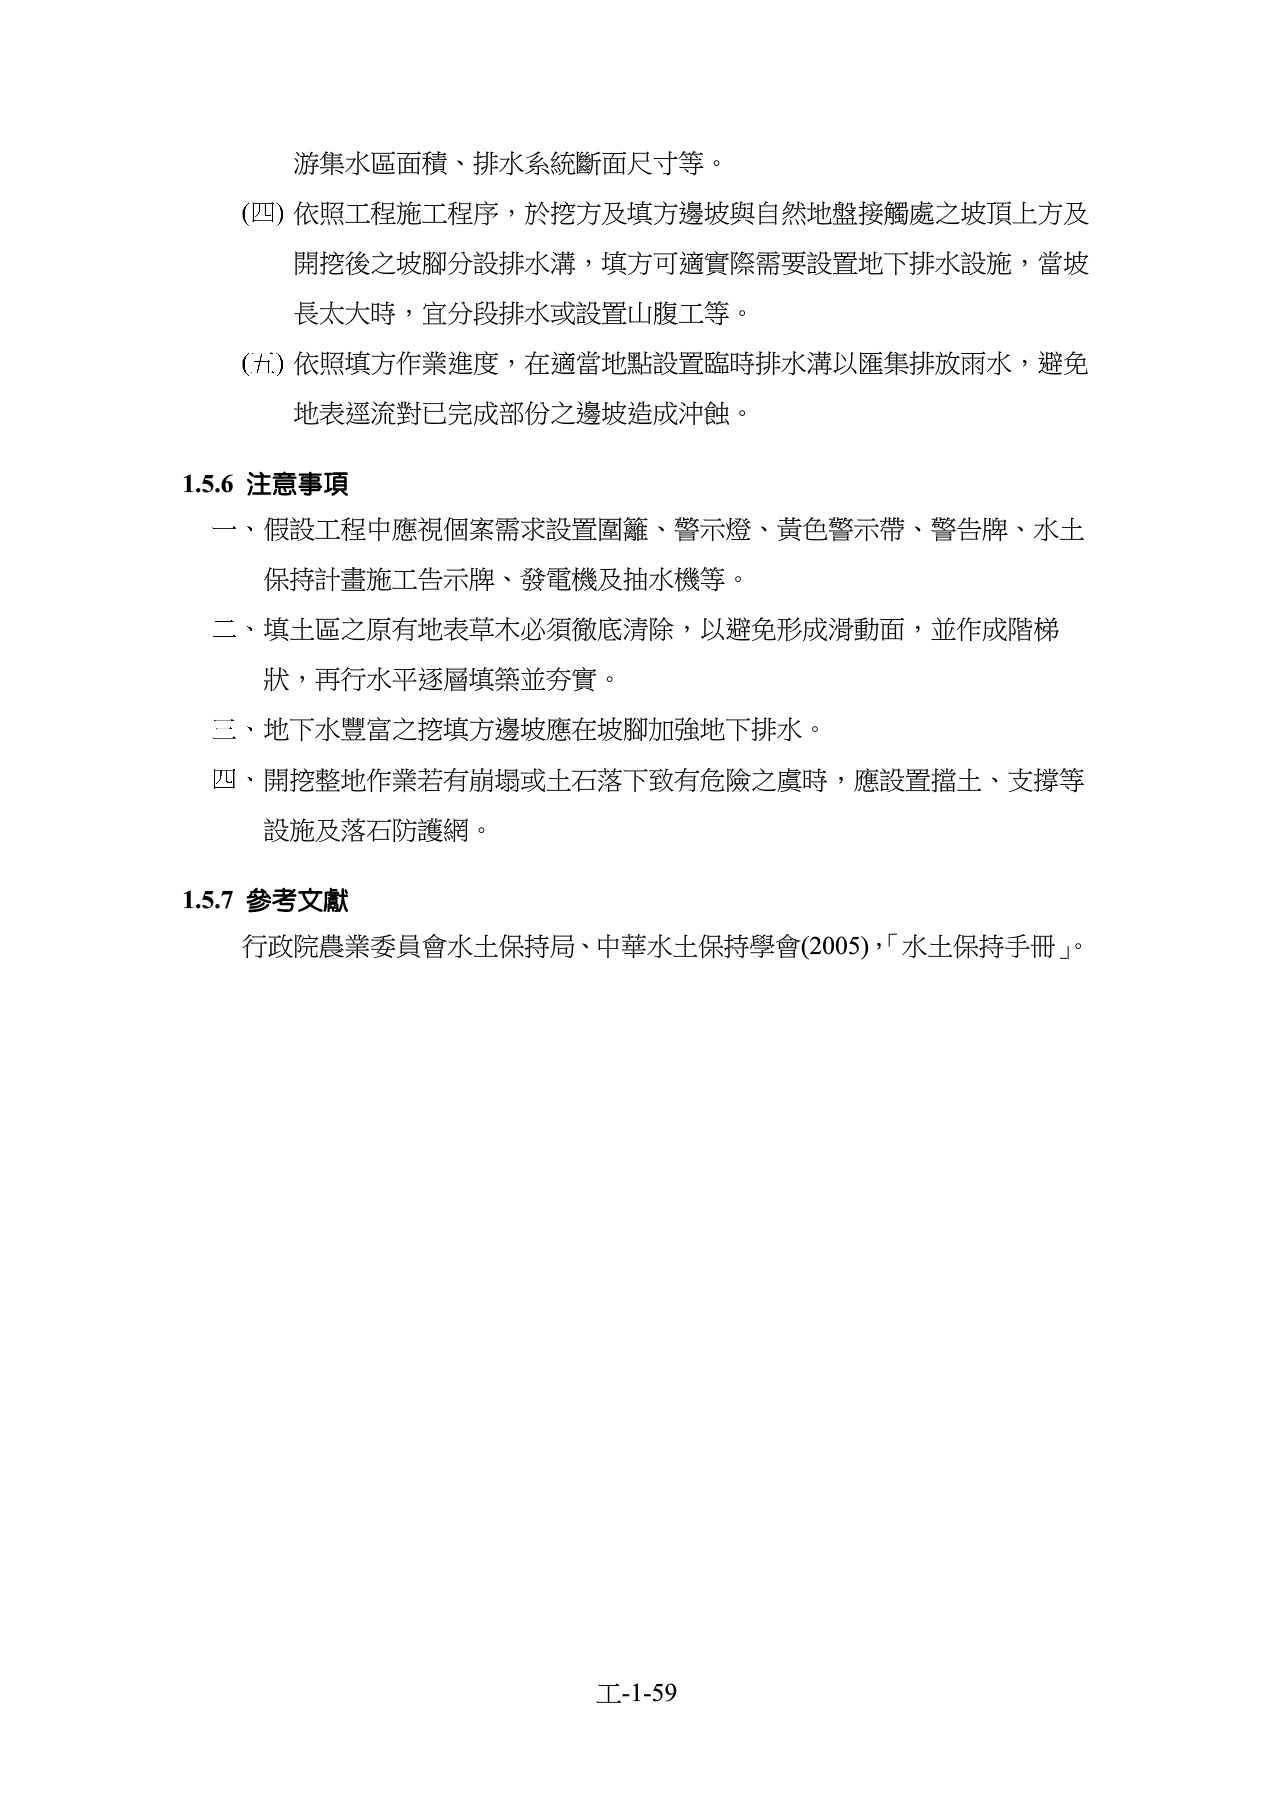 游集水區面積、排水系統斷面尺寸等。
(四) 依照工程施工程序，於挖方及填方邊坡與自然地盤接觸處之坡頂上方及
開挖後之坡腳分設排水溝，填方可適實際需要設置地下排水設施，當坡
長太大時，宜分段排水或設置山腹工等。
(五) 依照填方作業進度，在適當地點設置臨時排水溝以匯集排放雨水，避免
地表逕流對已完成部份之邊坡造成沖蝕。
1.5.6 注意事項
一、假設工程中應視個案需求設置圍籬、警示燈、黃色警示帶、警告牌、水土
保持計畫施工告示牌、發電機及抽水機等。
二、填土區之原有地表草木必須徹底清除，以避免形成滑動面，並作成階梯
狀，再行水平逐層填築並夯實。
三、地下水豐富之挖填方邊坡應在坡腳加強地下排水。
四、開挖整地作業若有崩塌或土石落下致有危險之虞時，應設置擋土、支撐等
設施及落石防護網。
1.5.7 參考文獻
行政院農業委員會水土保持局、中華水土保持學會(2005)，「水土保持手冊」。
工-1-59